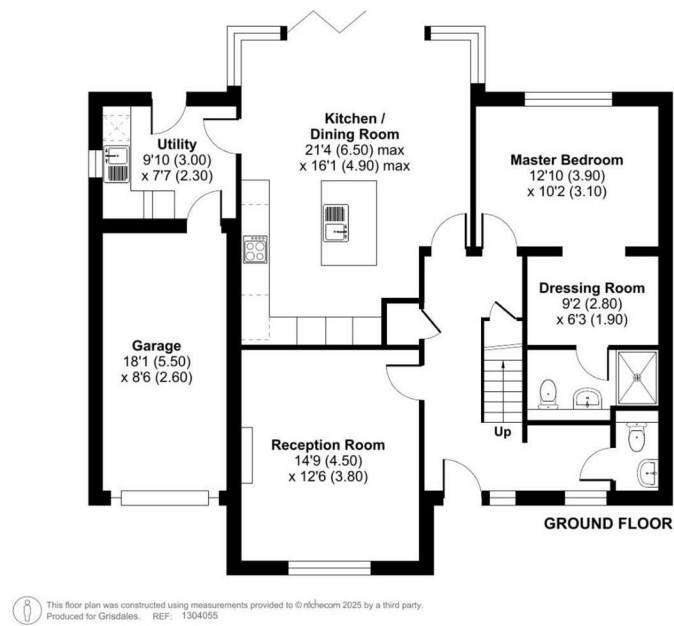 Kitchen /
Dining Room
21'4 (6.50) max
x 16'1 (4.90) max
Utility
9'10 (3.00)
x 7'7 (2.30)
Master Bedroom
12'10 (3.90)
x 10'2 (3.10)
Dressing Room
9'2 (2.80)
x 6'3 (1.90)
Garage
18'1 (5.50)
x 8'6 (2.60)
Up
Reception Room
14'9 (4.50)
x 12'6 (3.80)
GROUND FLOOR
This floor plan was constructed using measurements provided to © nichecom 2025 by a third party.
Produced for Grisdales. REF: 1304055